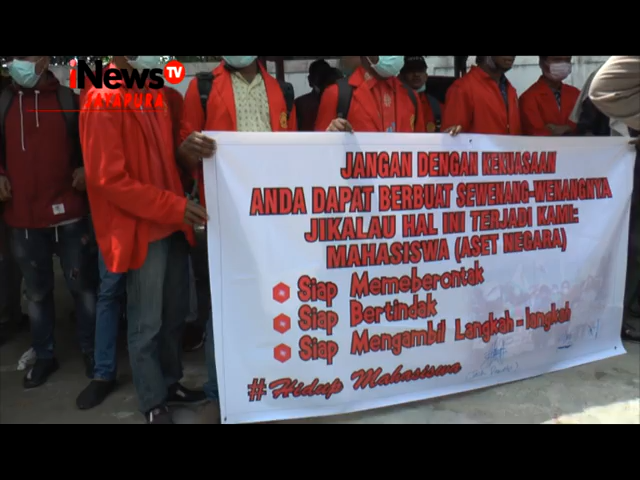 iNews TV
JAYAPURA
JANGAN DENGAN KEKUASAAN
ANDA DAPAT BERBUAT SEWENANG-WENANGNYA
JIKALAU HAL INI TERJADI KAMI:
MAHASISWA (ASET NEGARA)
Siap Memeberontak
Siap Bertindak
Siap Mengambil Langkah-langkah
#Hidup Mahasiswa